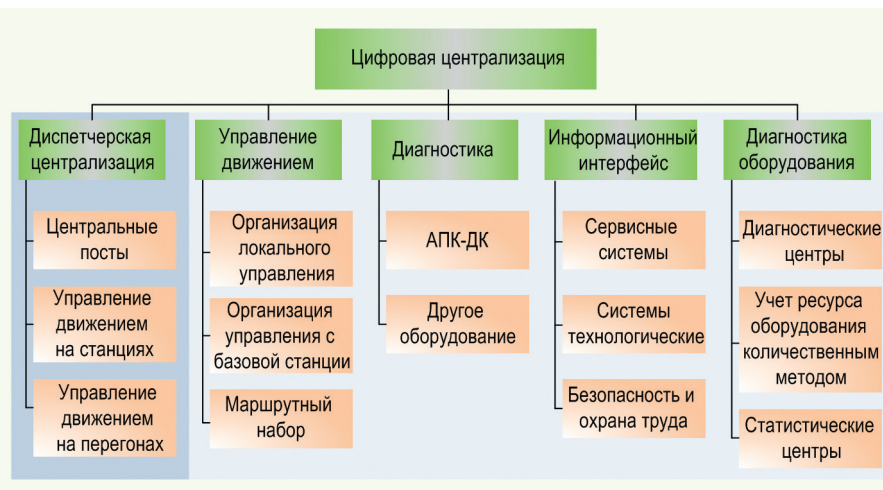 Цифровая централизация
Диспетчерская
централизация
Центральные
посты
Управление
движением
на станциях
Управление
движением
на перегонах
Управление
движением
Организация
локального
управления
Организация
управления с
базовой станции
Маршрутный
набор
Диагностика
АПК-ДК
Другое
оборудование
Информационный
интерфейс
Сервисные
системы
Системы
технологические
Безопасность и
охрана труда
Диагностика
оборудования
Диагностические
центры
Учет ресурса
оборудования
количественным
методом
Статистические
центры